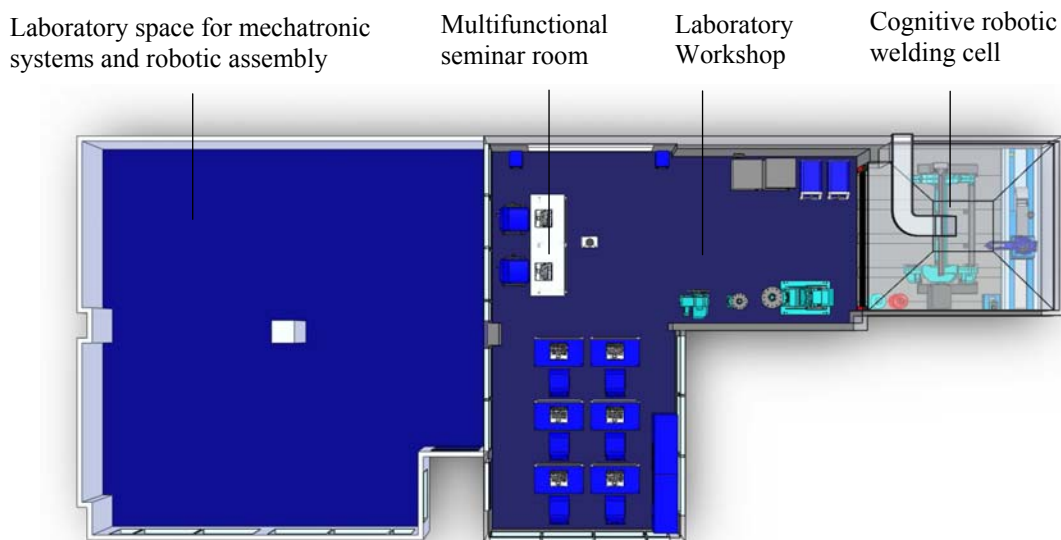 Laboratory space for mechatronic
systems and robotic assembly
Multifunctional
seminar room
Laboratory
Workshop
Cognitive robotic
welding cell